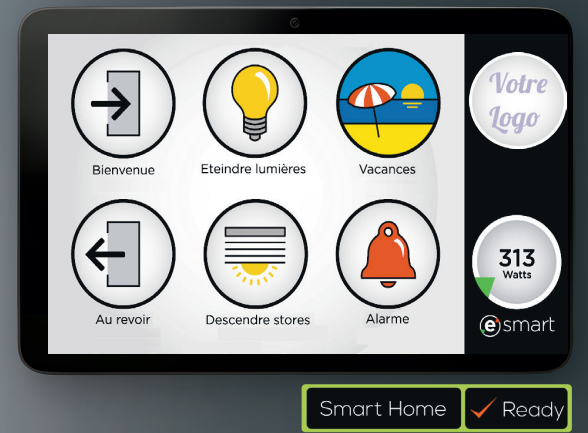 Bienvenue
Eteindre lumières
Vacances
Votre
Logo
Au revoir
Descendre stores
Alarme
313
Watts
esmart
Smart Home
Ready